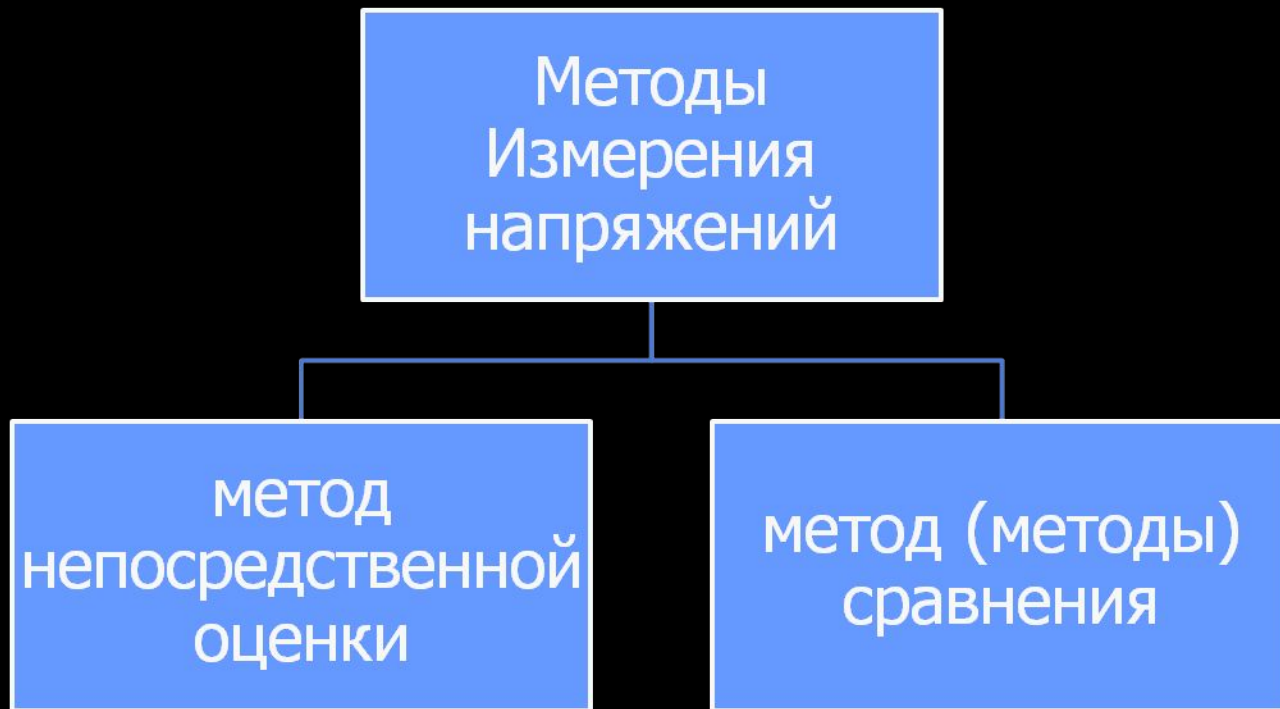 Методы
Измерения
напряжений
метод
непосредственной
оценки
метод (методы)
сравнения